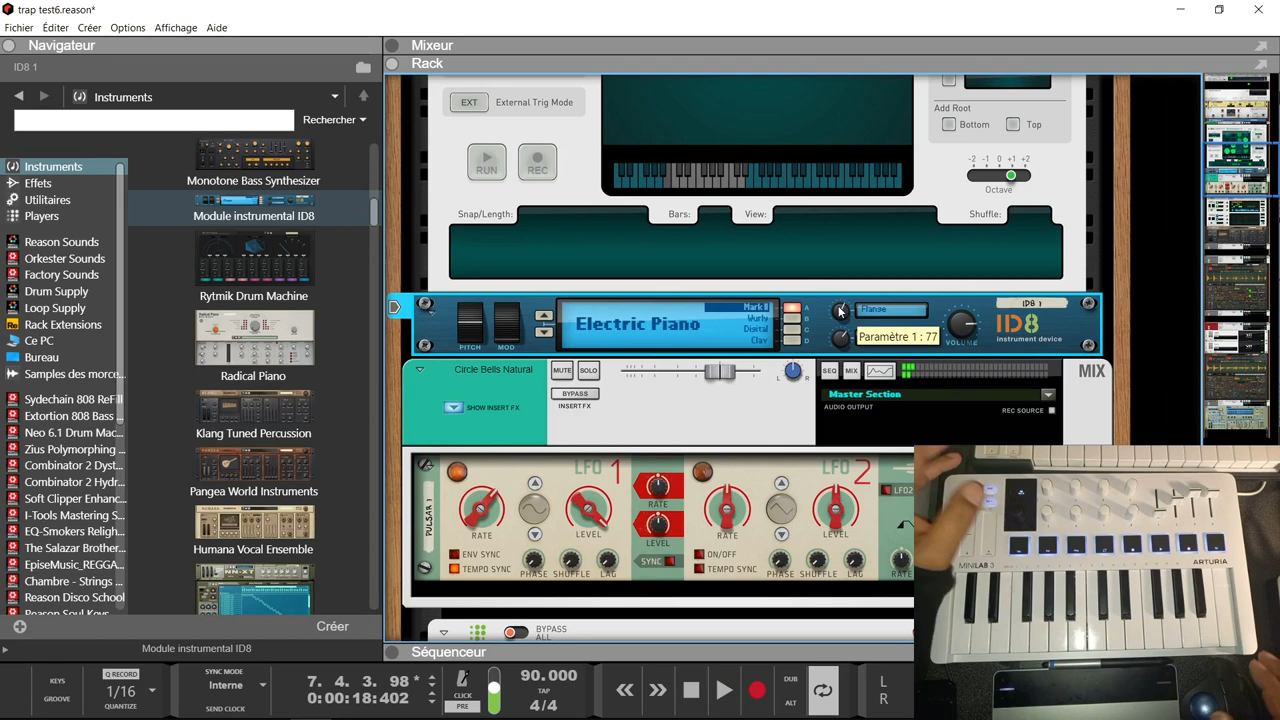 trap test6.reason*
Fichier Éditer Créer Options Affichage Aide
Navigateur
ID8 1
Instruments
Rechercher
Instruments
Effets
Utilitaires
Players
Reason Sounds
Orkester Sounds
Factory Sounds
Drum Supply
Loop Supply
Rack Extensions
Ce PC
Bureau
Samples des morce...
Sydechain 808 ReFill
Extortion 808 Bass ...
Neo 6.1 Drum Mac...
Zius Polymorphing ...
Combinator 2 Dyst...
Combinator 2 Hydr...
Soft Clipper Enhanc...
I-Tools Mastering S...
EQ-Smokers Religh...
The Salazar Brother...
EpiseMusic_REGGA...
Chambre - Strings ...
Reason Disco School
Reason Soul Keys
Monotone Bass Synthesizer
Module instrumental ID8
Rytmik Drum Machine
Radical Piano
Klang Tuned Percussion
Pangea World Instruments
Humana Vocal Ensemble
Créer
Module instrumental ID8
Mixeur
Rack
EXT External Trig Mode
RUN REC
Add Root
Bottom Top
-2 -1 0 +1 +2
Octave
Snap/Length: Bars: View: Shuffle:
PITCH MOD
Electric Piano
Mark II
Wurly
Digital
Clav
A
B
C
D
Flange
Paramètre 1 : 77
VOLUME
ID8 1
ID8
instrument device
Circle Bells Natural
SHOW INSERT FX
MUTE SOLO
BYPASS
INSERT FX
L R
SEQ MIX
Master Section
AUDIO OUTPUT
REC SOURCE
MIX
PULSAR 1
LFO 1
RATE LEVEL
ENV SYNC
TEMPO SYNC
PHASE SHUFFLE LAG
RATE
LEVEL
SYNC
LFO 2
RATE LEVEL
ON/OFF
TEMPO SYNC
PHASE SHUFFLE LAG
LFO2
BYPASS
ALL
Séquenceur
MINILAB 3
ARTURIA
KEYS
GROOVE
Q RECORD
1/16
QUANTIZE
SYNC MODE
Interne
SEND CLOCK
7. 4. 3. 98 *
0:00:18:402
CLICK
PRE
90.000
TAP
4/4
DUB
ALT
L
R